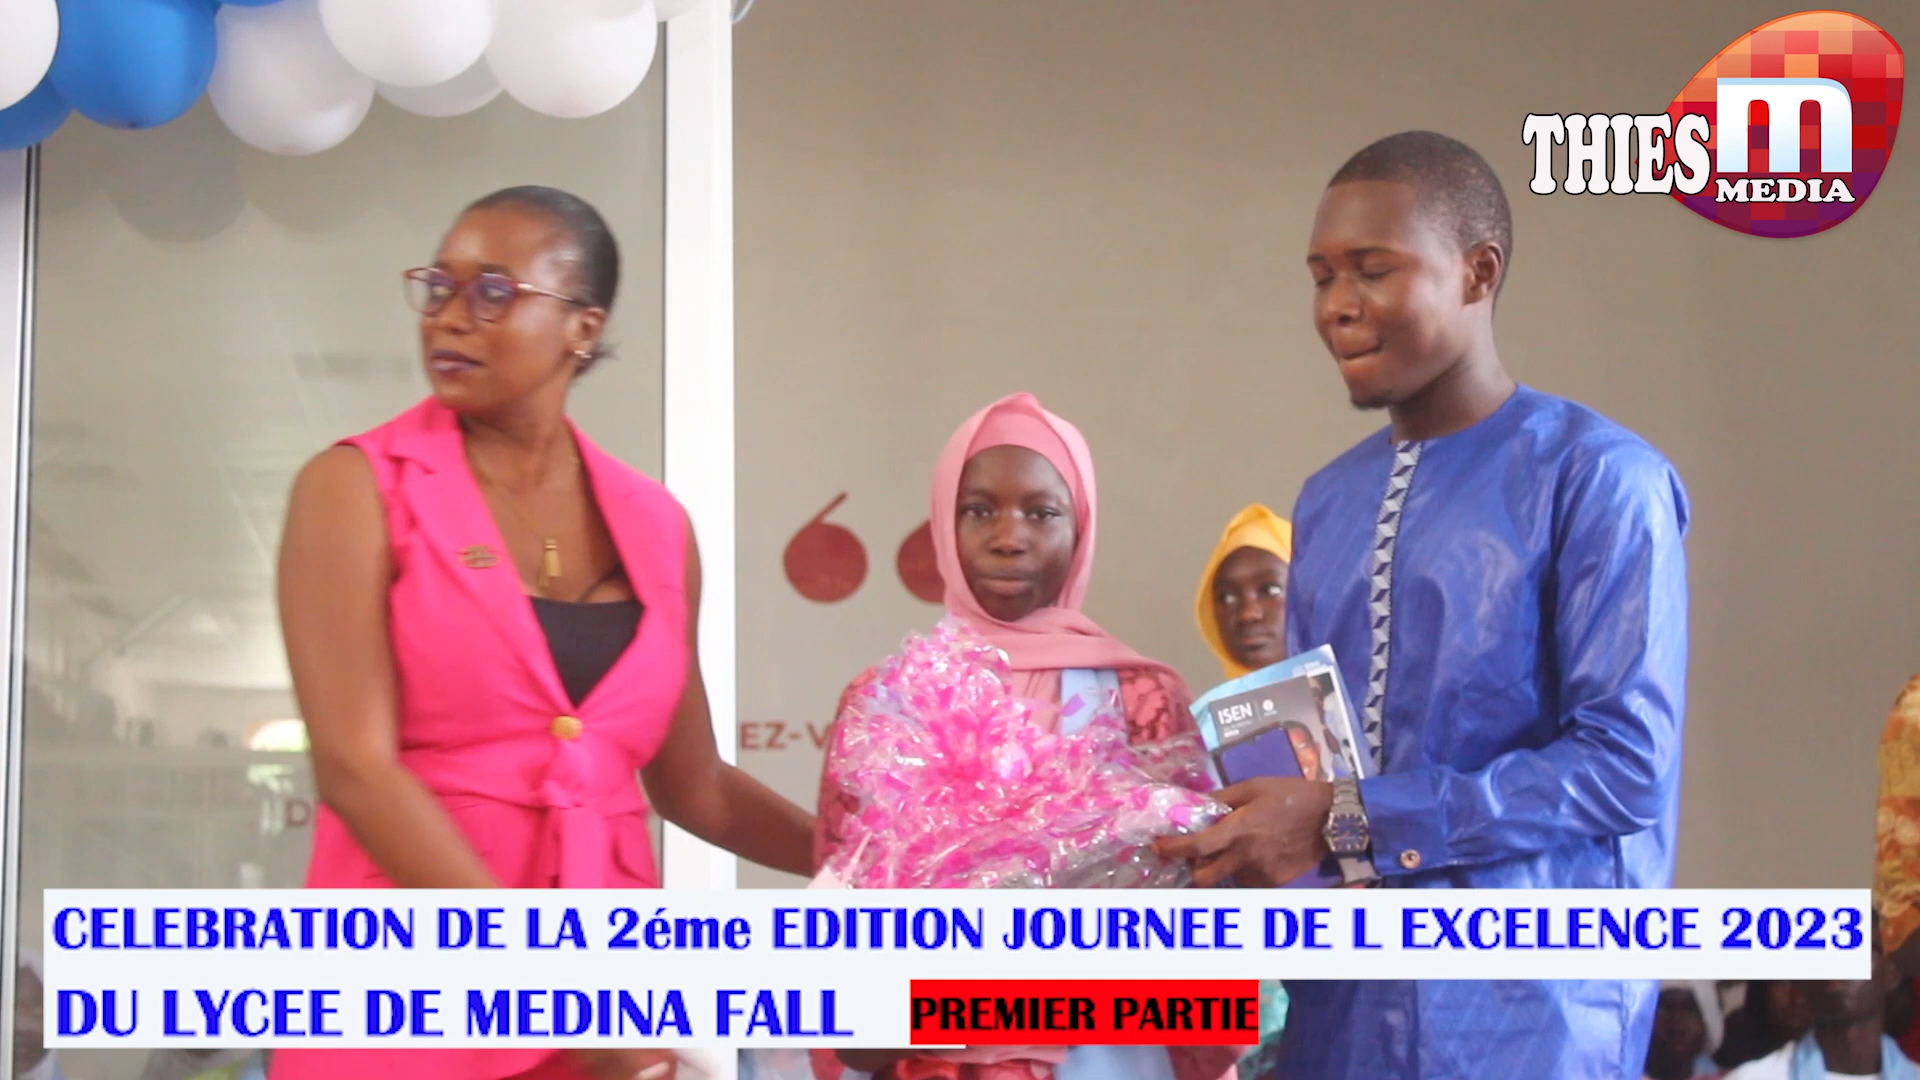 THIES
m
MEDIA
EZ-V
ISEN
CELEBRATION DE LA 2éme EDITION JOURNEE DE L EXCELENCE 2023
DU LYCEE DE MEDINA FALL
PREMIER PARTIE